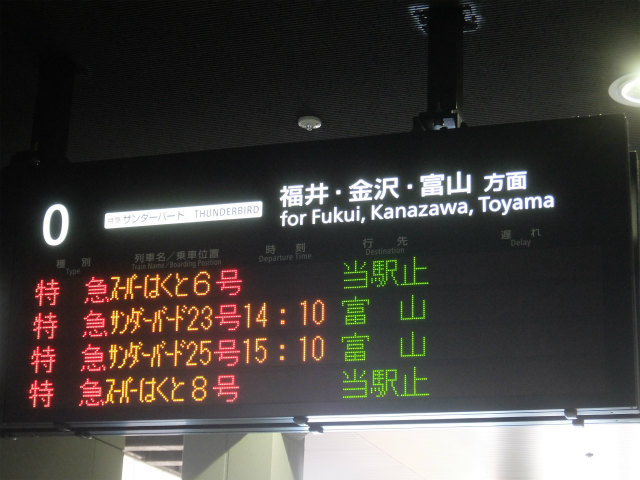 0 特急 サンダーバード THUNDERBIRD 福井・金沢・富山 方面
for Fukui, Kanazawa, Toyama
種別 列車名／乗車位置 時刻 行先 遅れ
Type Train Name / Boarding Position Departure Time Destination Delay
特 急 スーパーはくと6号 当駅止
特 急 サンダーバード23号 14:10 富 山
特 急 サンダーバード25号 15:10 富 山
特 急 スーパーはくと8号 当駅止